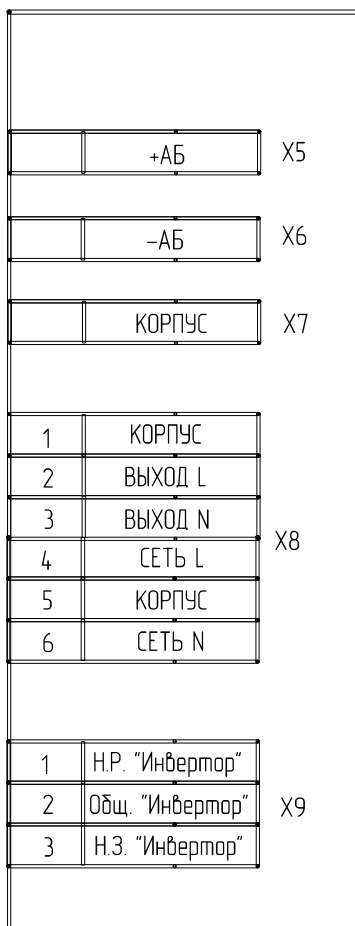 +АБ X5
-АБ X6
КОРПУС X7
1 КОРПУС
2 ВЫХОД L
3 ВЫХОД N
X8
4 СЕТЬ L
5 КОРПУС
6 СЕТЬ N
1 Н.Р. "Инвертор"
2 Общ. "Инвертор" X9
3 Н.З. "Инвертор"